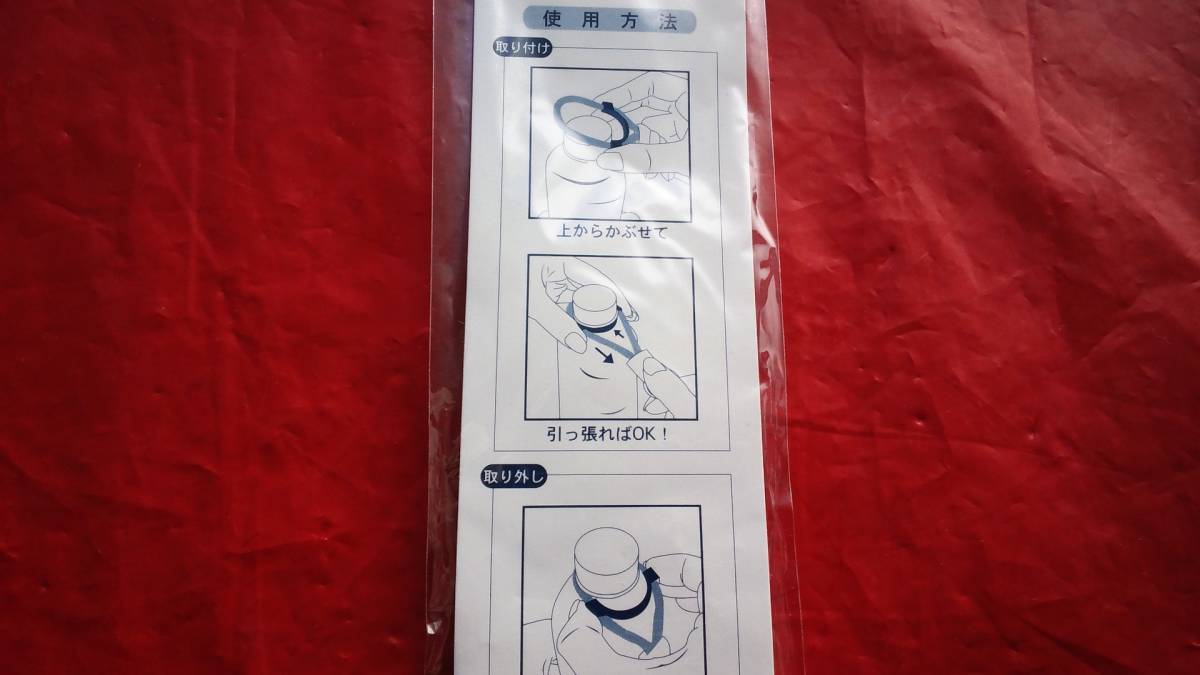 使用方法
取り付け
上からかぶせて
引っ張ればOK！
取り外し